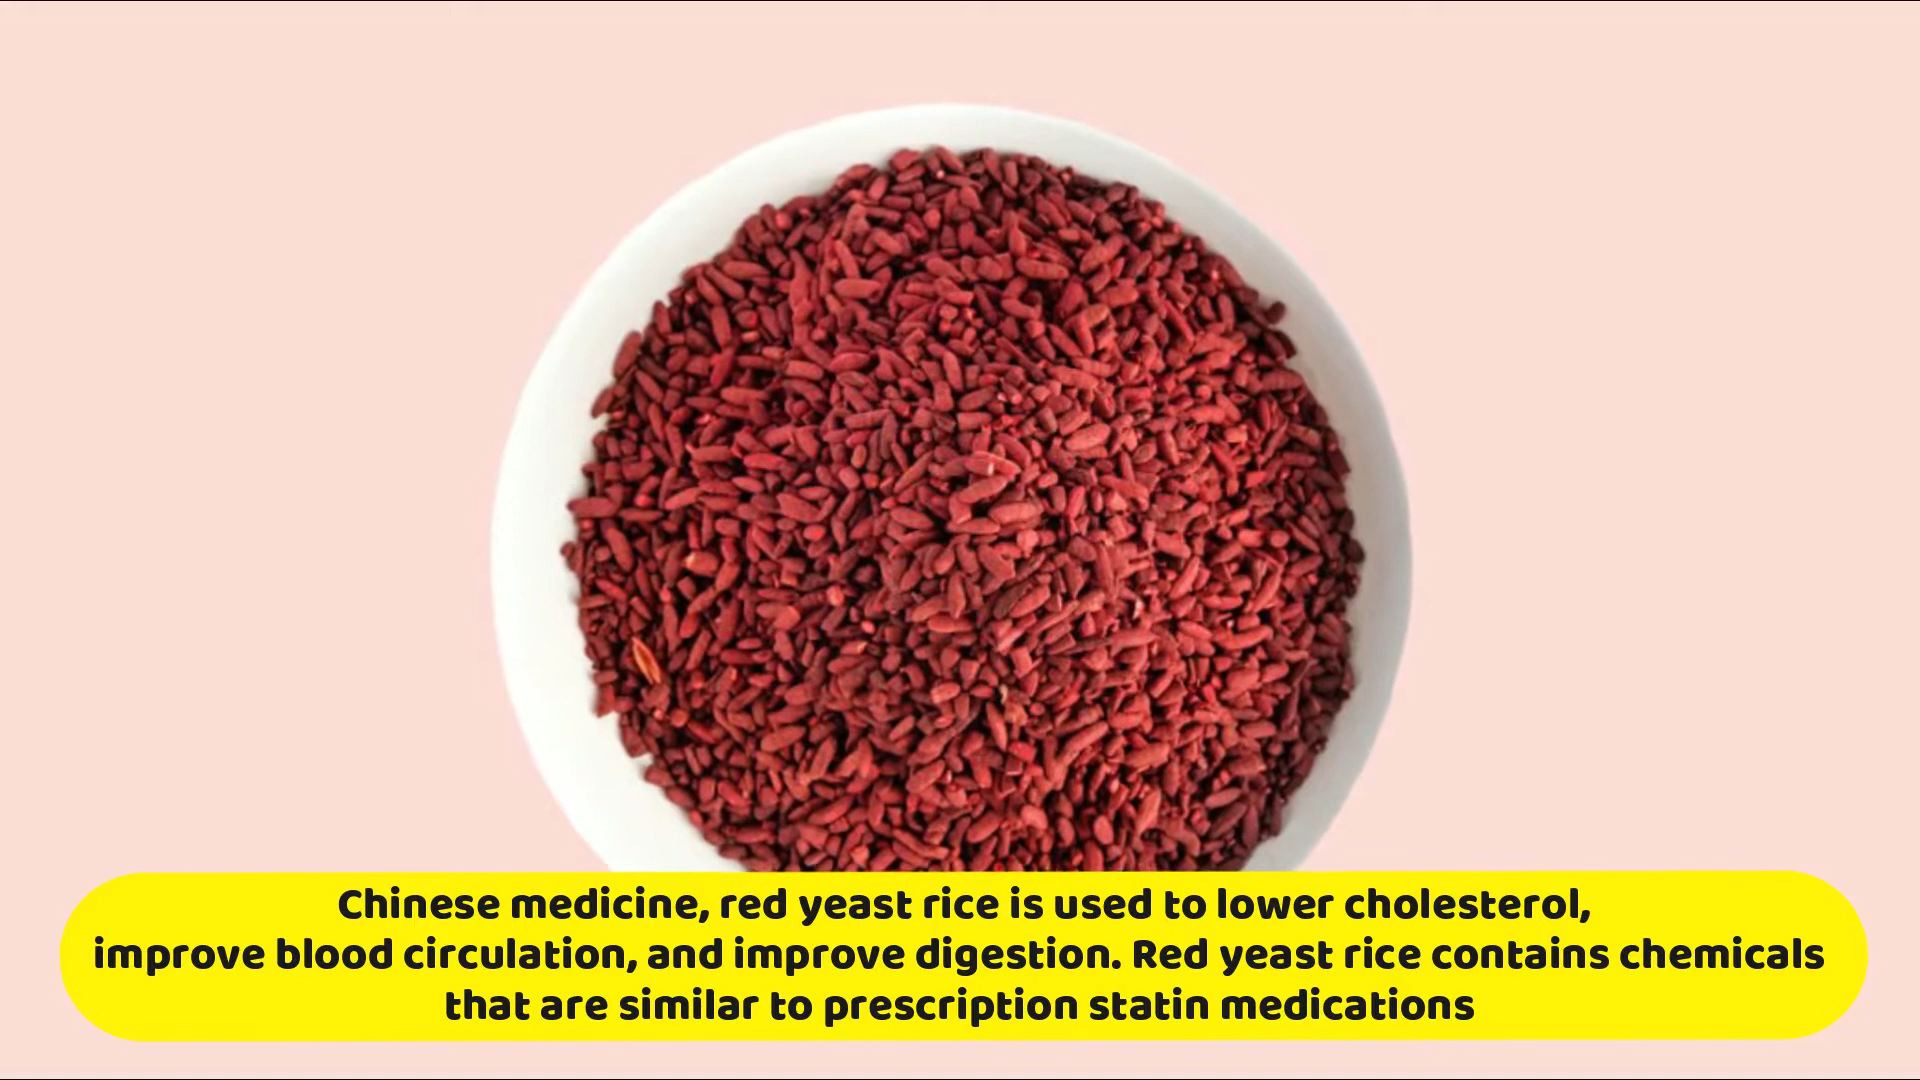 Chinese medicine, red yeast rice is used to lower cholesterol,
improve blood circulation, and improve digestion. Red yeast rice contains chemicals
that are similar to prescription statin medications